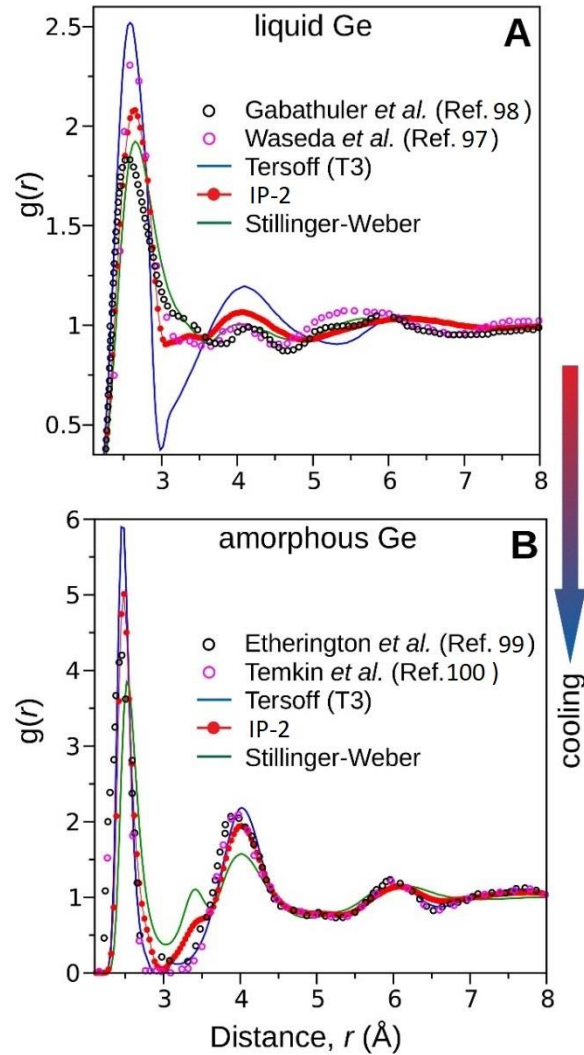 liquid Ge
A
Gabathuler et al. (Ref. 98)
Waseda et al. (Ref. 97)
Tersoff (T3)
IP-2
Stillinger-Weber
g(r)
2.5
2
1.5
1
0.5
3 4 5 6 7 8
amorphous Ge
B
Etherington et al. (Ref. 99)
Temkin et al. (Ref.100 )
Tersoff (T3)
IP-2
Stillinger-Weber
g(r)
6
5
4
3
2
1
0
3 4 5 6 7 8
Distance, r (Å)
cooling